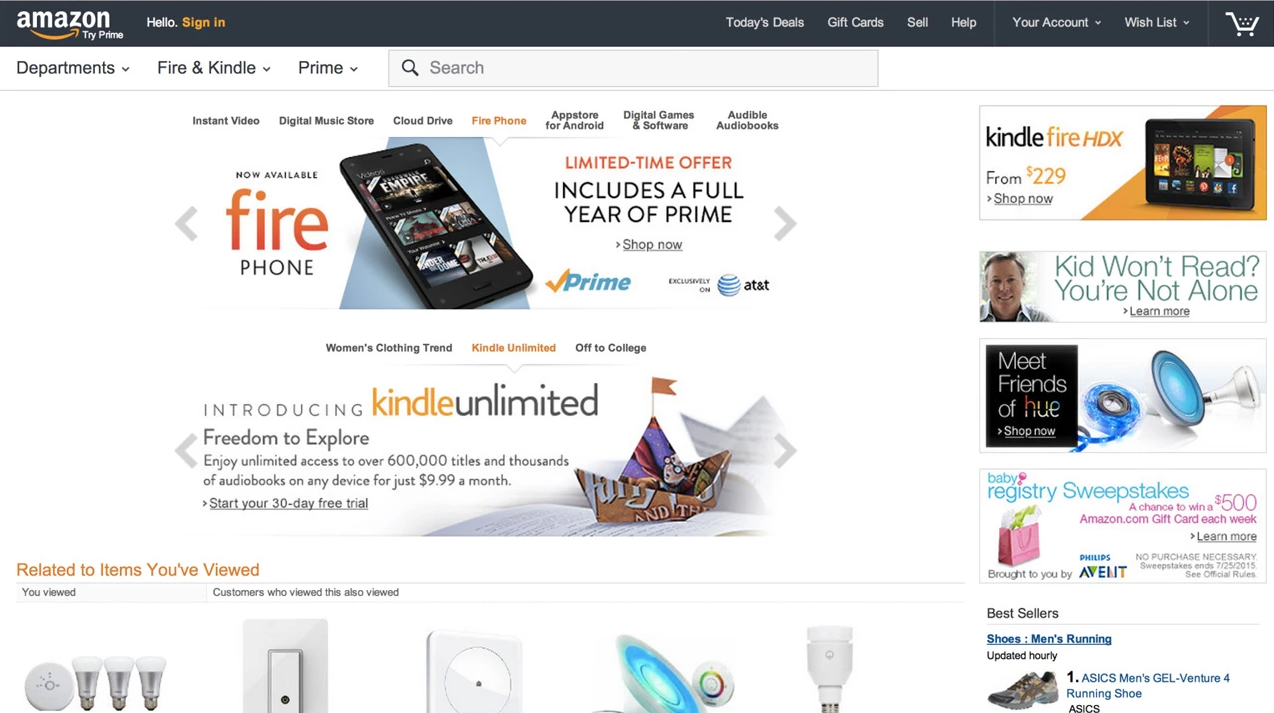 amazon
Try Prime
Hello. Sign in
Today's Deals
Gift Cards
Sell
Help
Your Account
Wish List
Departments
Fire & Kindle
Prime
Search
Instant Video
Digital Music Store
Cloud Drive
Fire Phone
Appstore
for Android
Digital Games
& Software
Audible
Audiobooks
NOW AVAILABLE
fire
PHONE
Videos
EMPIRE
LIMITED-TIME OFFER
INCLUDES A FULL
YEAR OF PRIME
Shop now
Prime
EXCLUSIVELY
ON
at&t
Women's Clothing Trend
Kindle Unlimited
Off to College
INTRODUCING kindleunlimited
Freedom to Explore
Enjoy unlimited access to over 600,000 titles and thousands
of audiobooks on any device for just $9.99 a month.
Start your 30-day free trial
AND THE
Related to Items You've Viewed
You viewed
Customers who viewed this also viewed
kindle fire HDX
From $229
Shop now
Kid Won't Read?
You're Not Alone
Learn more
Meet
Friends
of hue
Shop now
baby
registry Sweepstakes
A chance to win a $500
Amazon.com Gift Card each week
Learn more
Brought to you by
PHILIPS
AVENT
NO PURCHASE NECESSARY.
Sweepstakes ends 7/25/2015.
See Official Rules.
Best Sellers
Shoes : Men's Running
Updated hourly
1. ASICS Men's GEL-Venture 4
Running Shoe
ASICS